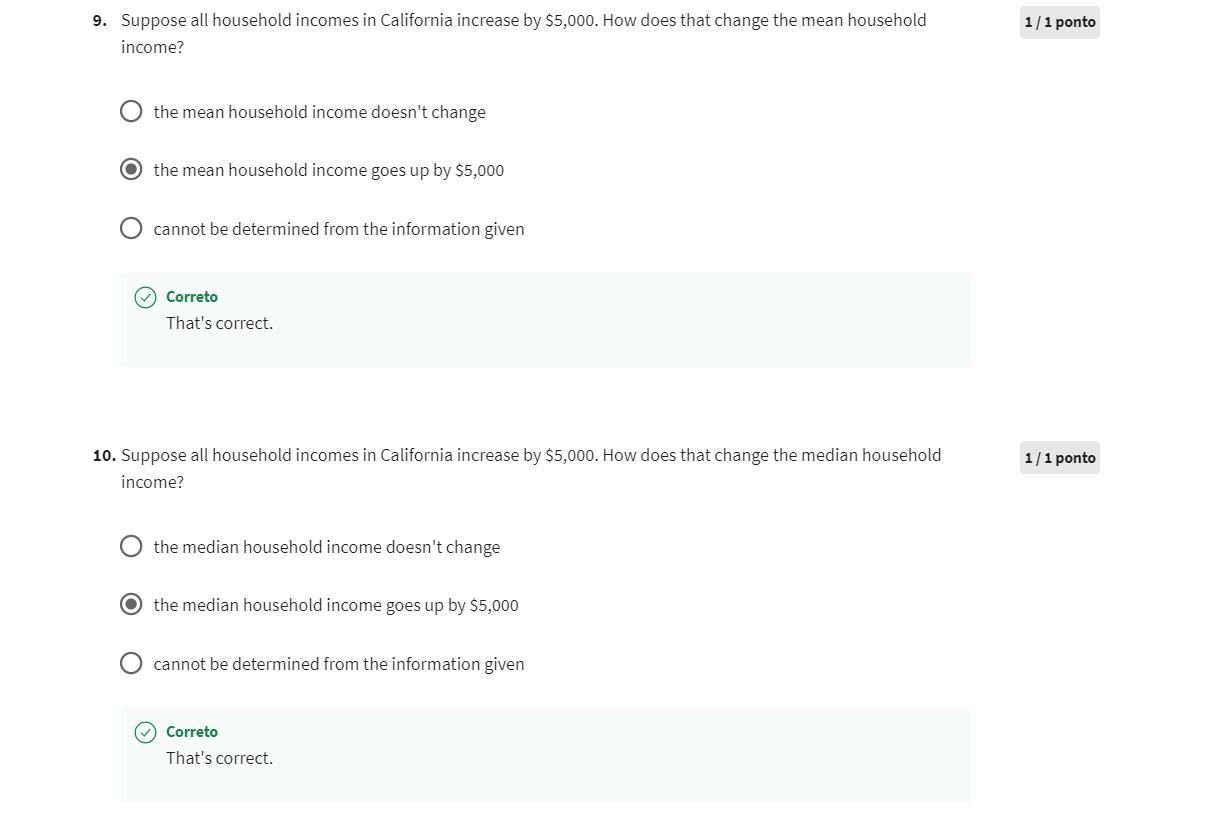 9. Suppose all household incomes in California increase by $5,000. How does that change the mean household
income?
1 / 1 ponto
the mean household income doesn't change
the mean household income goes up by $5,000
cannot be determined from the information given
Correto
That's correct.
10. Suppose all household incomes in California increase by $5,000. How does that change the median household
income?
1 / 1 ponto
the median household income doesn't change
the median household income goes up by $5,000
cannot be determined from the information given
Correto
That's correct.